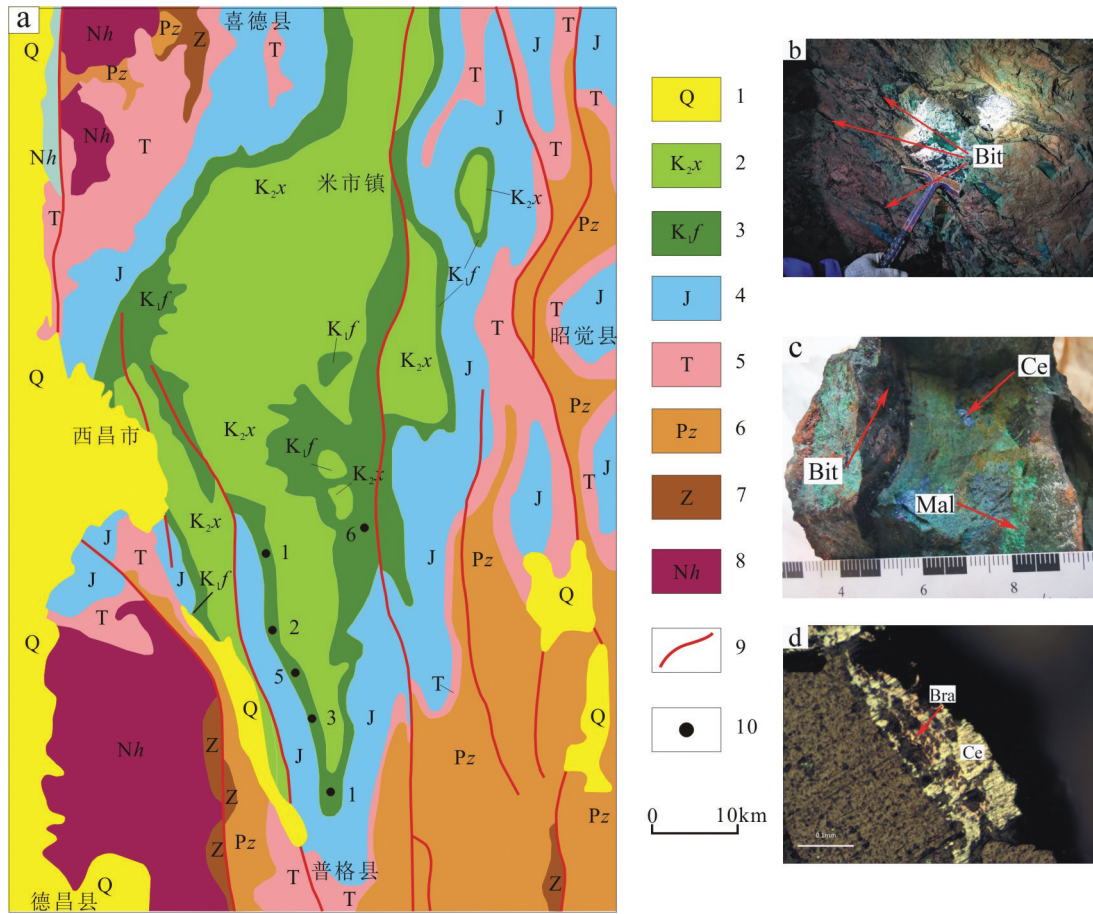 a
喜德县
Q
Nh
Pz
Z
T
J
T
J
T
J
Pz
Nh
T
J
T
Nh
K₂x
米市镇
K₂x
T
Pz
J
K₁f
K₁f
T
J
T
昭觉县
K₁f
K₂x
J
Q
Pz
西昌市
K₂x
K₁f
K₂x
J
T
K₂x
6
J
T
J
1
J
Pz
K₁f
Q
T
2
Q
5
T
Q
Nh
Z
J
3
Pz
Z
1
Pz
Pz
Z
Z
T
普格县
T
Q
德昌县
Q 1
K₂x 2
K₁f 3
J 4
T 5
Pz 6
Z 7
Nh 8
9
10
0 10km
b
Bit
c
Ce
Bit
Mal
4 6 8
d
Bra
Ce
0.1mm